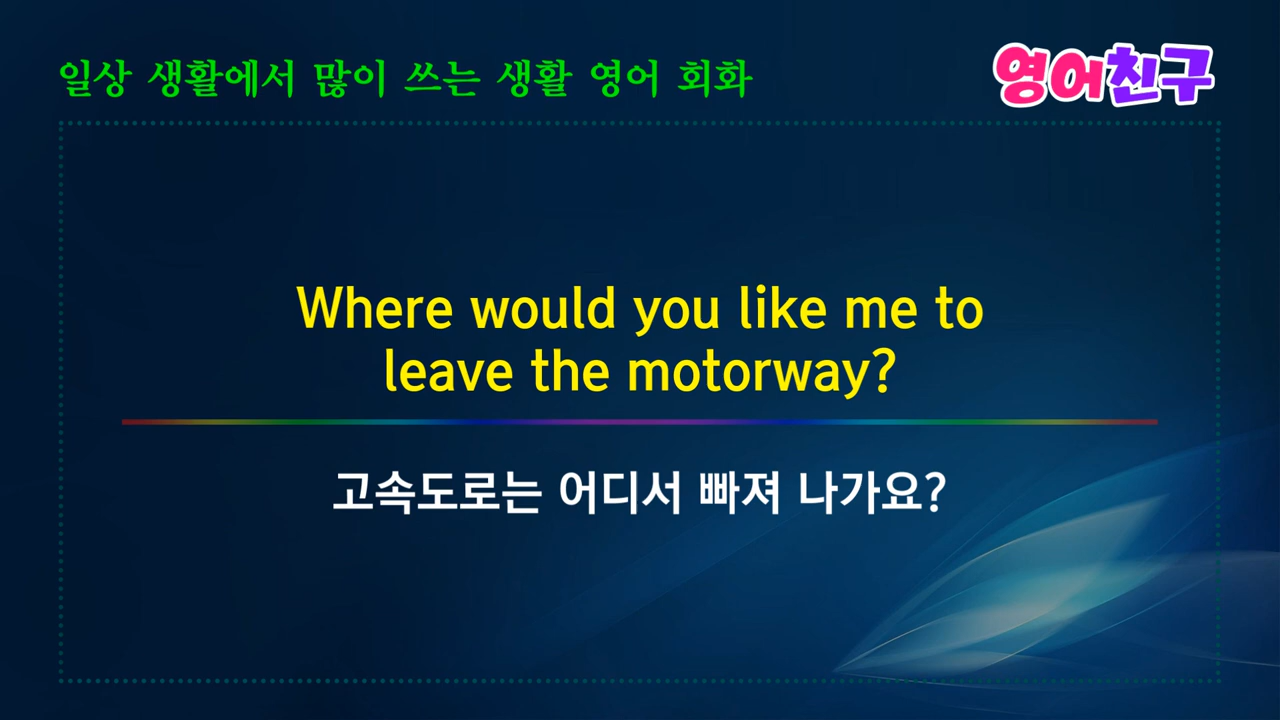 일상 생활에서 많이 쓰는 생활 영어 회화
영어친구
Where would you like me to
leave the motorway?
고속도로는 어디서 빠져 나가요?